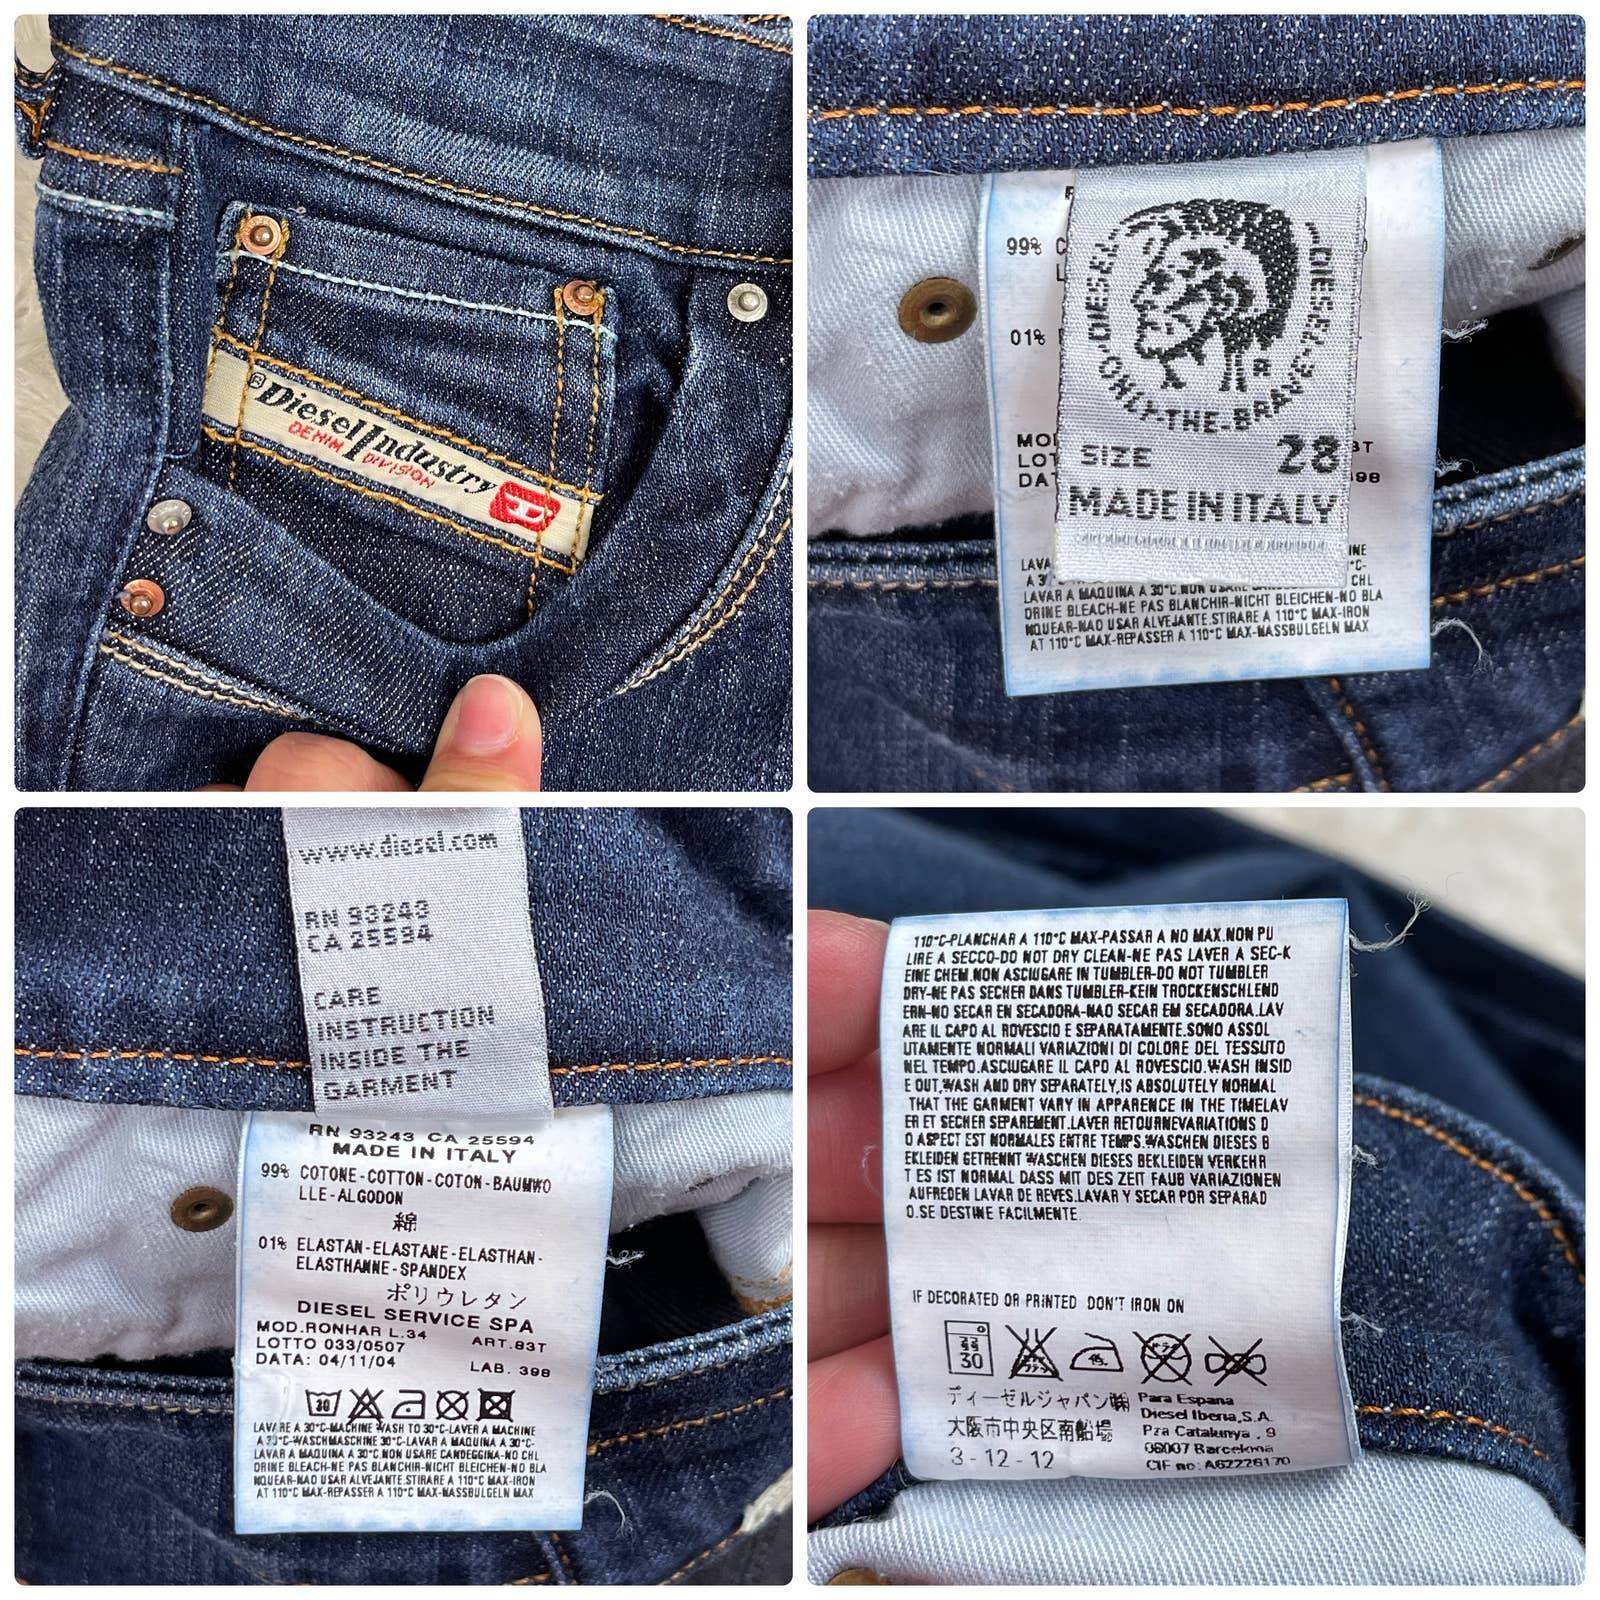 ®Diesel Industry
DENIM DIVISION
99% C
01%
DIESEL · ONLY·THE·BRAVE · DIESEL
R
SIZE 28
MADE IN ITALY
MO
LOT
DAT
3T
398
LAVA
INE
A 3
°C-
CHL
LAVAR A MAQUINA A 30°C.NON USARE
ORINE BLEACH-NE PAS BLANCHIR-NICHT BLEICHEN-NO BLA
NQUEAR-NAO USAR ALVEJANTE.STIRARE A 110°C MAX-IRON
AT 110°C MAX-REPASSER A 110°C MAX-NASSBULGELN MAX
www.diesel.com
RN 93243
CA 25594
CARE
INSTRUCTION
INSIDE THE
GARMENT
RN 93243 CA 25594
MADE IN ITALY
99% COTONE-COTTON-COTON-BAUMWO
LLE-ALGODON
綿
01% ELASTAN-ELASTANE-ELASTHAN-
ELASTHANNE-SPANDEX
ポリウレタン
DIESEL SERVICE SPA
MOD.RONHAR L.34 ART.83T
LOTTO 033/0507
DATA: 04/11/04 LAB. 398
30
LAVARE A 30°C-MACHINE WASH TO 30°C-LAVER A MACHINE
A 30°C-WASCHMASCHINE 30°C-LAVAR A MAQUINA A 30°C-
LAVAR A MAQUINA A 30°C.NON USARE CANDEGGINA-NO CHL
ORINE BLEACH-NE PAS BLANCHIR-NICHT BLEICHEN-NO BLA
NQUEAR-NAO USAR ALVEJANTE.STIRARE A 110°C MAX-IRON
AT 110°C MAX-REPASSER A 110°C MAX-NASSBULGELN MAX
110°C-PLANCHAR A 110°C MAX-PASSAR A NO MAX.NON PU
LIRE A SECCO-DO NOT DRY CLEAN-NE PAS LAVER A SEC-K
EINE CHEM.NON ASCIUGARE IN TUMBLER-DO NOT TUMBLER
DRY-NE PAS SECHER DANS TUMBLER-KEIN TROCKENSCHLEND
ERN-NO SECAR EN SECADORA-NAO SECAR EM SECADORA.LAV
ARE IL CAPO AL ROVESCIO E SEPARATAMENTE.SONO ASSOL
UTAMENTE NORMALI VARIAZIONI DI COLORE DEL TESSUTO
NEL TEMPO.ASCIUGARE IL CAPO AL ROVESCIO.WASH INSID
E OUT,WASH AND DRY SEPARATELY,IS ABSOLUTELY NORMAL
THAT THE GARMENT VARY IN APPARENCE IN THE TIMELAV
ER ET SECHER SEPAREMENT.LAVER RETOURNEVARIATIONS D
O ASPECT EST NORMALES ENTRE TEMPS.WASCHEN DIESES B
EKLEIDEN GETRENNT WASCHEN DIESES BEKLEIDEN VERKEHR
T ES IST NORMAL DASS MIT DES ZEIT FAUB VARIATIONEN
AUFREDEN LAVAR DE REVES.LAVAR Y SECAR POR SEPARAD
O.SE DESTINE FACILMENTE.
IF DECORATED OR PRINTED DON'T IRON ON
30
ディーゼルジャパン㈱
大阪市中央区南船場
3-12-12
Para Espana
Diesel Iberia,S.A.
Pza Catalunya , 9
08007 Barcelona
CIF no: A62226170